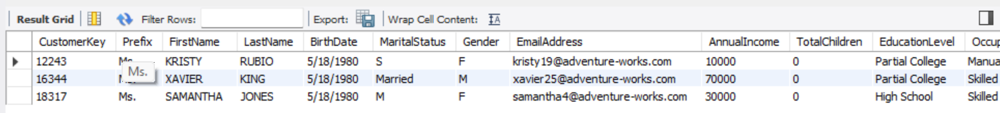 Result Grid Filter Rows: Export: Wrap Cell Content:
CustomerKey Prefix FirstName LastName BirthDate MaritalStatus Gender EmailAddress AnnualIncome TotalChildren EducationLevel
12243 Ms. KRISTY RUBIO 5/18/1980 S F kristy19@adventure-works.com 10000 0 Partial College
Ms.
16344 XAVIER KING 5/18/1980 Married M xavier25@adventure-works.com 70000 0 Partial College Skilled
18317 Ms. SAMANTHA JONES 5/18/1980 M F samantha4@adventure-works.com 30000 0 High School Skilled